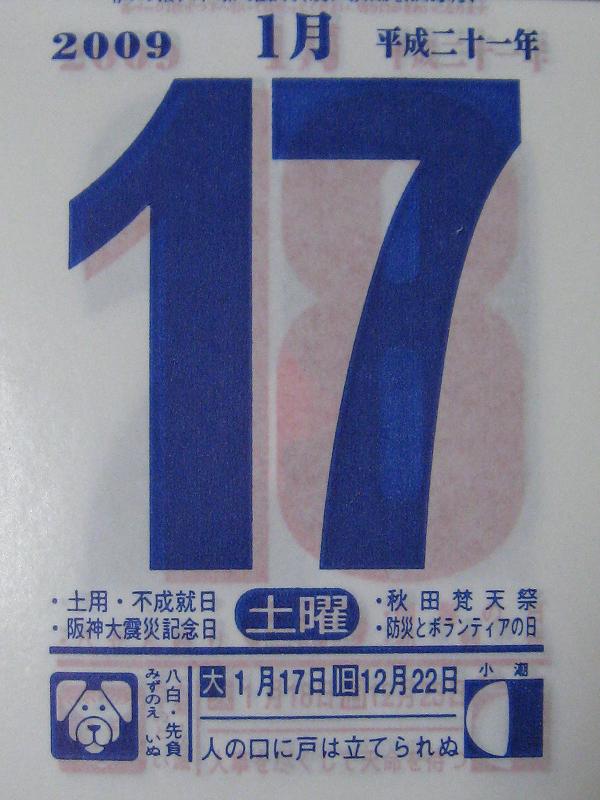 2009 1月 平成二十一年
17
・土用・不成就日
・阪神大震災記念日
土曜
・秋田梵天祭
・防災とボランティアの日
八白・先負
みずのえ いぬ
大 1月17日 旧 12月22日
人の口に戸は立てられぬ
小潮